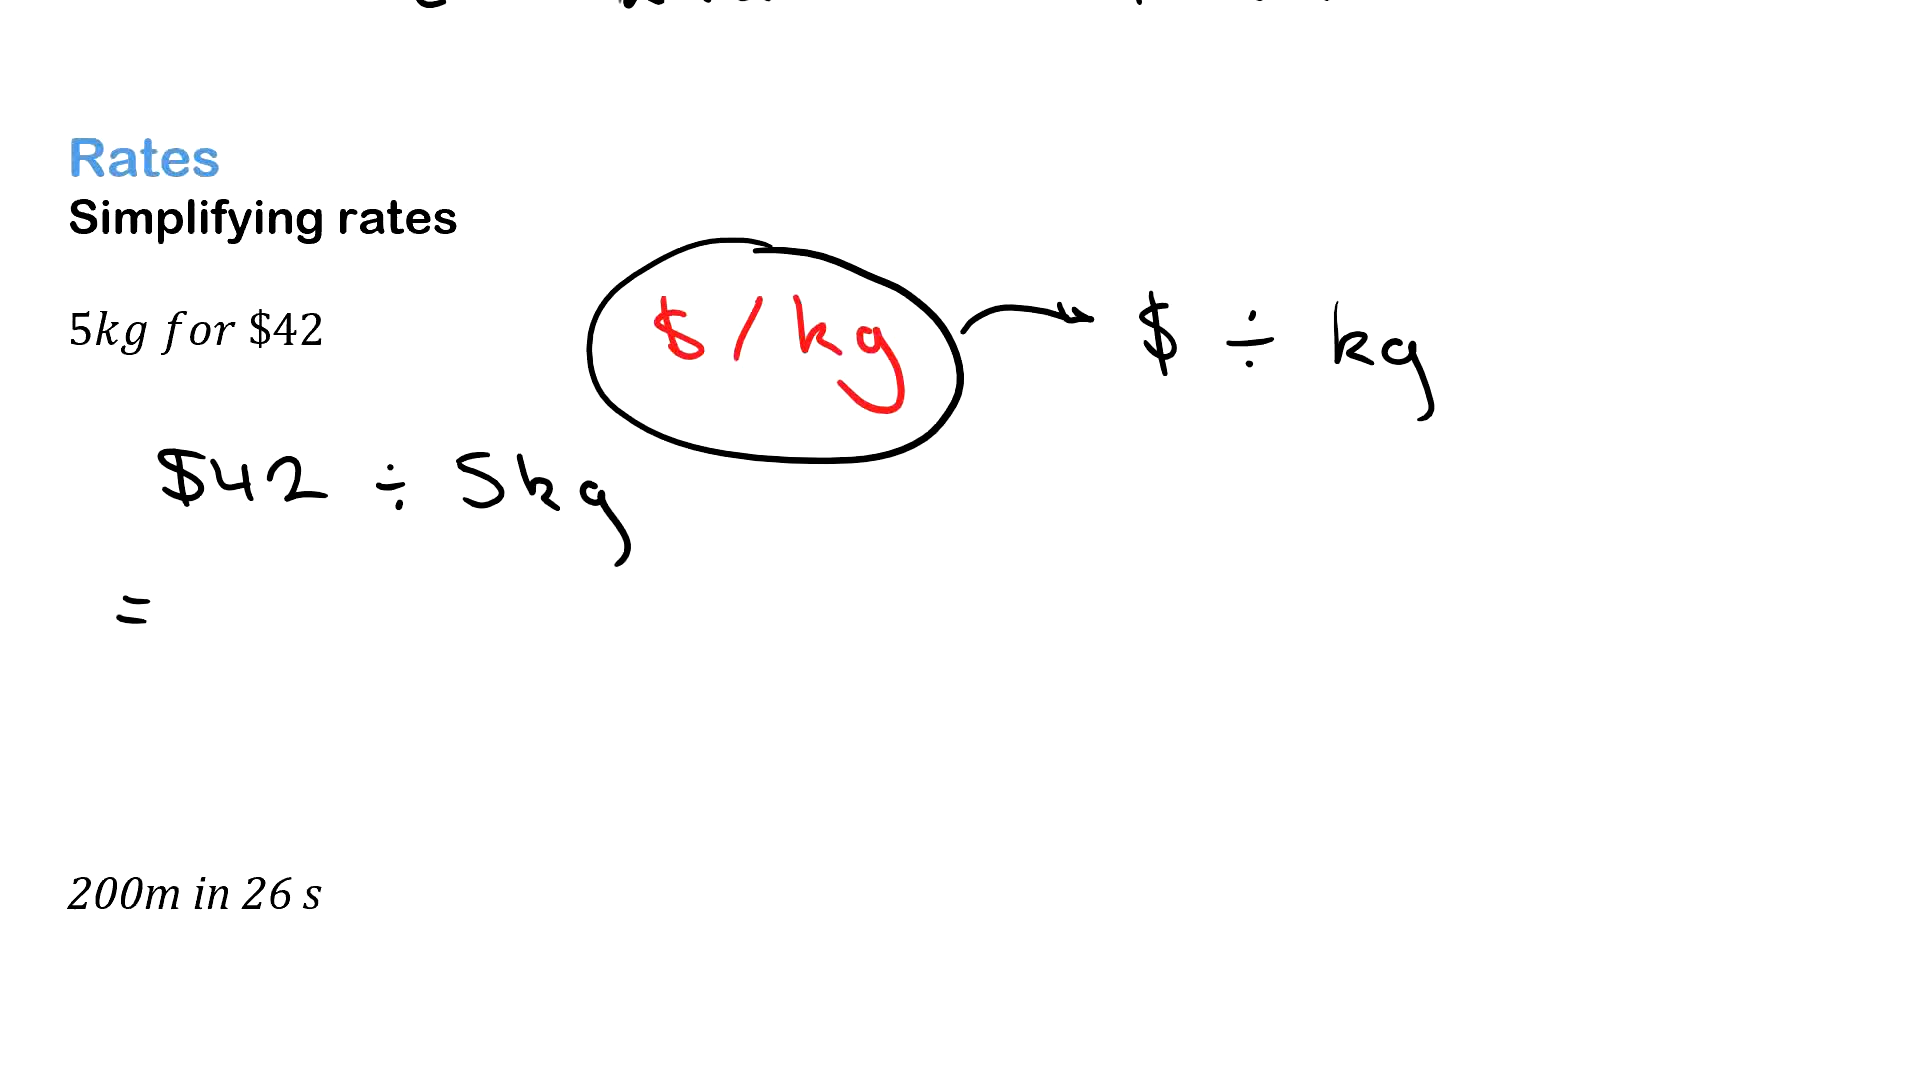 Rates
Simplifying rates
5kg for $42
$/kg
$ ÷ kg
$42 ÷ 5kg
=
200m in 26 s